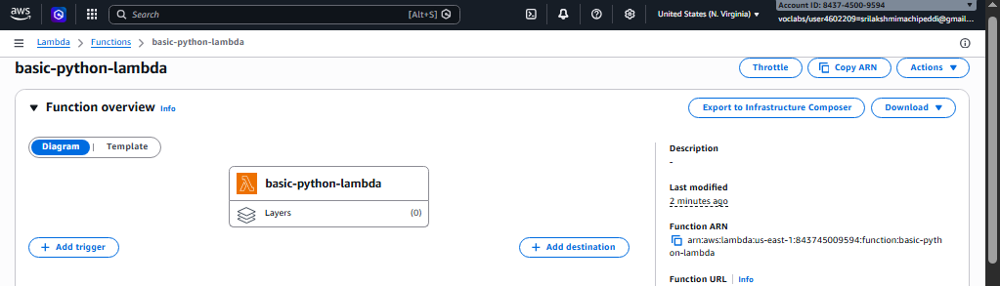 aws
Search
[Alt+S]
United States (N. Virginia)
Account ID: 8437-4500-9594
voclabs/user4602209=srilakshmimachipeddi@gmail...
Lambda
Functions
basic-python-lambda
basic-python-lambda
Throttle
Copy ARN
Actions
Function overview
Info
Export to Infrastructure Composer
Download
Diagram
Template
basic-python-lambda
Layers
(0)
+ Add trigger
+ Add destination
Description
-
Last modified
2 minutes ago
Function ARN
arn:aws:lambda:us-east-1:843745009594:function:basic-pyth
on-lambda
Function URL
Info